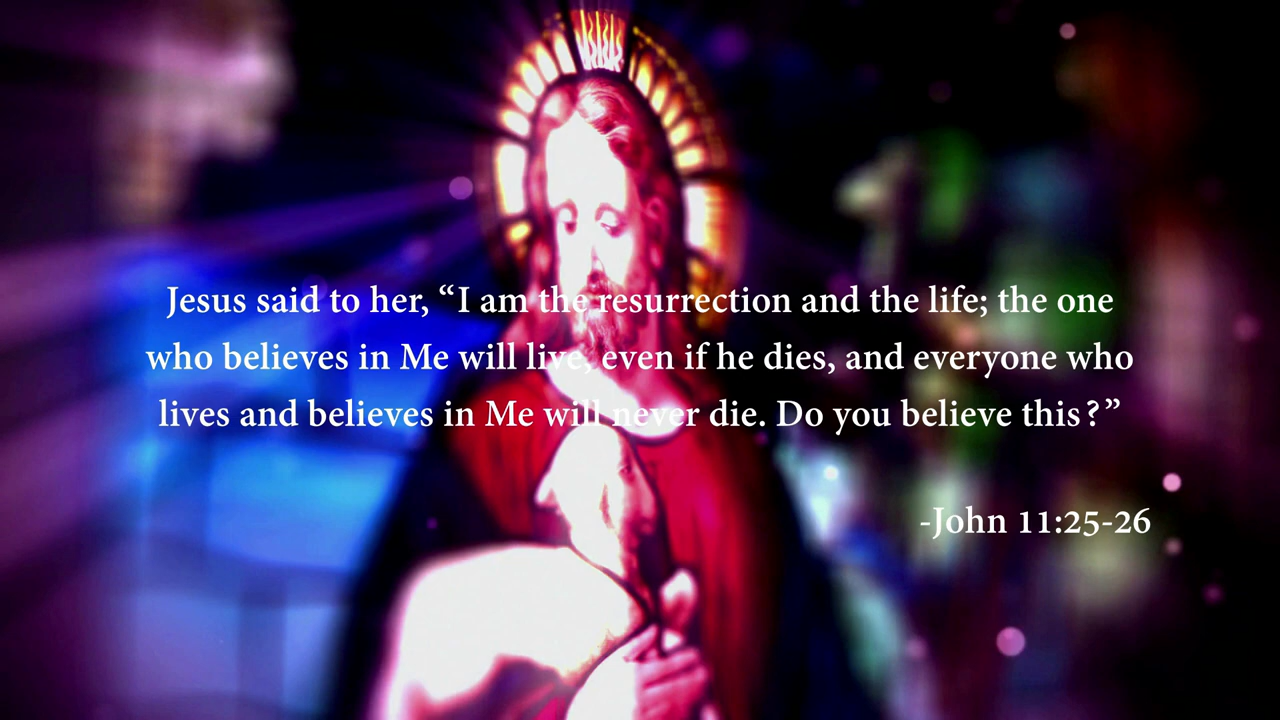 Jesus said to her, “I am the resurrection and the life; the one
who believes in Me will live, even if he dies, and everyone who
lives and believes in Me will never die. Do you believe this?”
-John 11:25-26